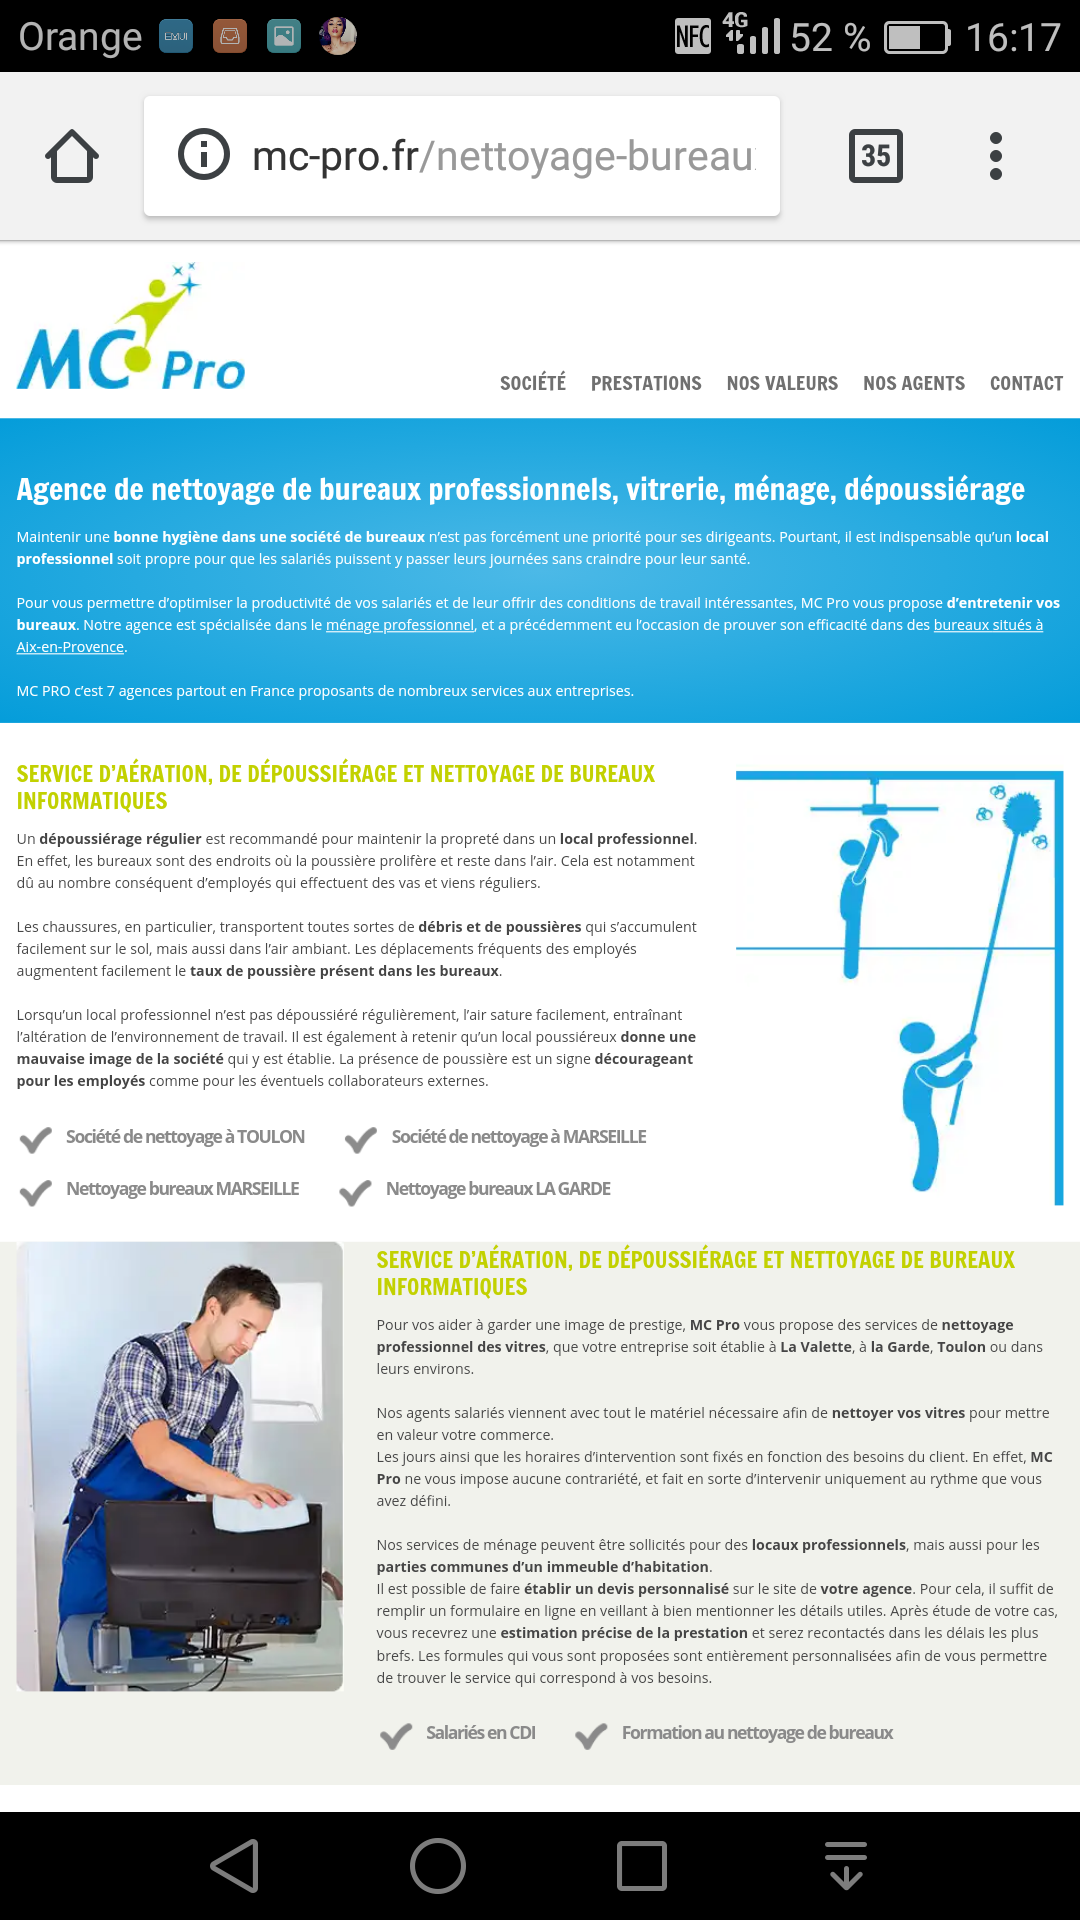 Orange EMUI NFC 4G 52 % 16:17
mc-pro.fr/nettoyage-bureau 35
MC Pro
SOCIÉTÉ PRESTATIONS NOS VALEURS NOS AGENTS CONTACT
Agence de nettoyage de bureaux professionnels, vitrerie, ménage, dépoussiérage
Maintenir une bonne hygiène dans une société de bureaux n’est pas forcément une priorité pour ses dirigeants. Pourtant, il est indispensable qu’un local
professionnel soit propre pour que les salariés puissent y passer leurs journées sans craindre pour leur santé.
Pour vous permettre d’optimiser la productivité de vos salariés et de leur offrir des conditions de travail intéressantes, MC Pro vous propose d’entretenir vos
bureaux. Notre agence est spécialisée dans le ménage professionnel, et a précédemment eu l’occasion de prouver son efficacité dans des bureaux situés à
Aix-en-Provence.
MC PRO c’est 7 agences partout en France proposants de nombreux services aux entreprises.
SERVICE D’AÉRATION, DE DÉPOUSSIÉRAGE ET NETTOYAGE DE BUREAUX
INFORMATIQUES
Un dépoussiérage régulier est recommandé pour maintenir la propreté dans un local professionnel.
En effet, les bureaux sont des endroits où la poussière prolifère et reste dans l’air. Cela est notamment
dû au nombre conséquent d’employés qui effectuent des vas et viens réguliers.
Les chaussures, en particulier, transportent toutes sortes de débris et de poussières qui s’accumulent
facilement sur le sol, mais aussi dans l’air ambiant. Les déplacements fréquents des employés
augmentent facilement le taux de poussière présent dans les bureaux.
Lorsqu’un local professionnel n’est pas dépoussiéré régulièrement, l’air sature facilement, entraînant
l’altération de l’environnement de travail. Il est également à retenir qu’un local poussiéreux donne une
mauvaise image de la société qui y est établie. La présence de poussière est un signe décourageant
pour les employés comme pour les éventuels collaborateurs externes.
Société de nettoyage à TOULON Société de nettoyage à MARSEILLE
Nettoyage bureaux MARSEILLE Nettoyage bureaux LA GARDE
SERVICE D’AÉRATION, DE DÉPOUSSIÉRAGE ET NETTOYAGE DE BUREAUX
INFORMATIQUES
Pour vos aider à garder une image de prestige, MC Pro vous propose des services de nettoyage
professionnel des vitres, que votre entreprise soit établie à La Valette, à la Garde, Toulon ou dans
leurs environs.
Nos agents salariés viennent avec tout le matériel nécessaire afin de nettoyer vos vitres pour mettre
en valeur votre commerce.
Les jours ainsi que les horaires d’intervention sont fixés en fonction des besoins du client. En effet, MC
Pro ne vous impose aucune contrariété, et fait en sorte d’intervenir uniquement au rythme que vous
avez défini.
Nos services de ménage peuvent être sollicités pour des locaux professionnels, mais aussi pour les
parties communes d’un immeuble d’habitation.
Il est possible de faire établir un devis personnalisé sur le site de votre agence. Pour cela, il suffit de
remplir un formulaire en ligne en veillant à bien mentionner les détails utiles. Après étude de votre cas,
vous recevrez une estimation précise de la prestation et serez recontactés dans les délais les plus
brefs. Les formules qui vous sont proposées sont entièrement personnalisées afin de vous permettre
de trouver le service qui correspond à vos besoins.
Salariés en CDI Formation au nettoyage de bureaux